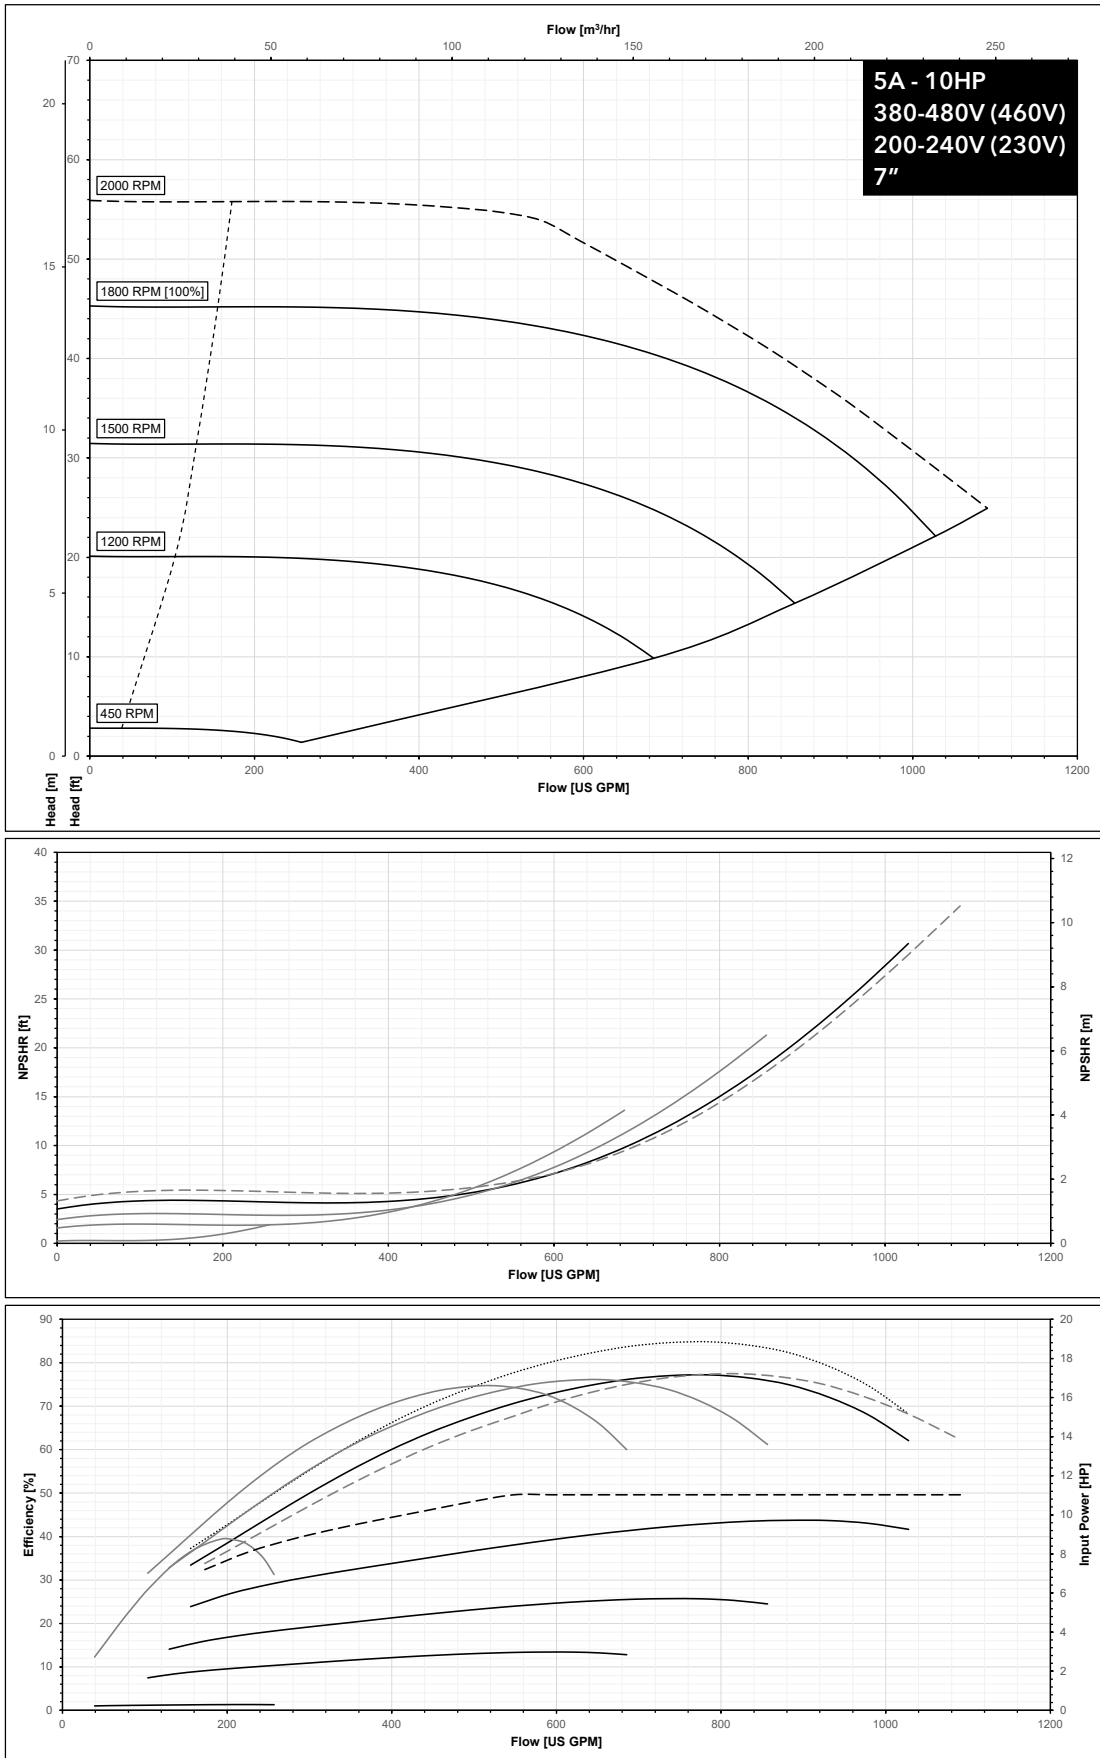 Flow [m³/hr]
0 50 100 150 200 250
5A - 10HP
380-480V (460V)
200-240V (230V)
7"
70
60
50
40
30
20
10
0
20
15
10
5
0
2000 RPM
1800 RPM [100%]
1500 RPM
1200 RPM
450 RPM
0 200 400 600 800 1000 1200
Flow [US GPM]
Head [m]
Head [ft]
40
35
30
25
20
15
10
5
0
NPSHR [ft]
12
10
8
6
4
2
0
NPSHR [m]
0 200 400 600 800 1000 1200
Flow [US GPM]
90
80
70
60
50
40
30
20
10
0
Efficiency [%]
20
18
16
14
12
10
8
6
4
2
0
Input Power [HP]
0 200 400 600 800 1000 1200
Flow [US GPM]